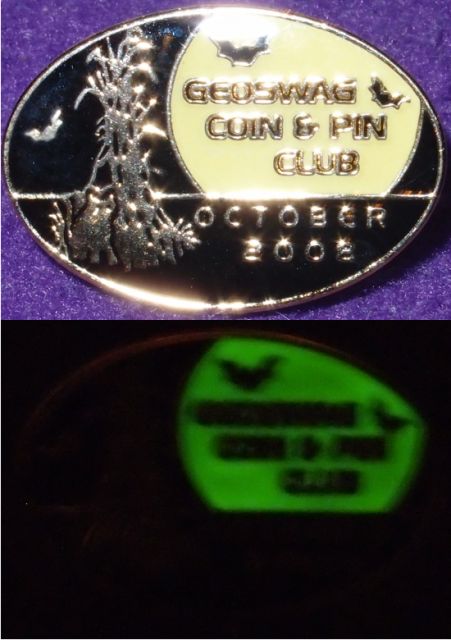 GEOSWAG
COIN & PIN
CLUB
OCTOBER
2008